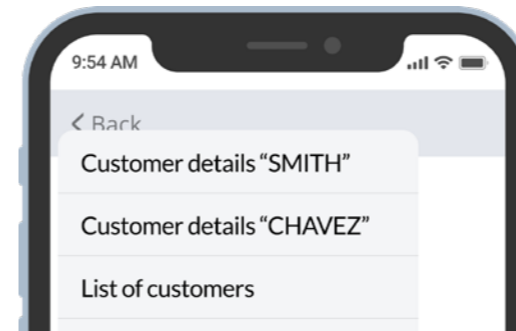 9:54 AM
Back
Customer details “SMITH”
Customer details “CHAVEZ”
List of customers